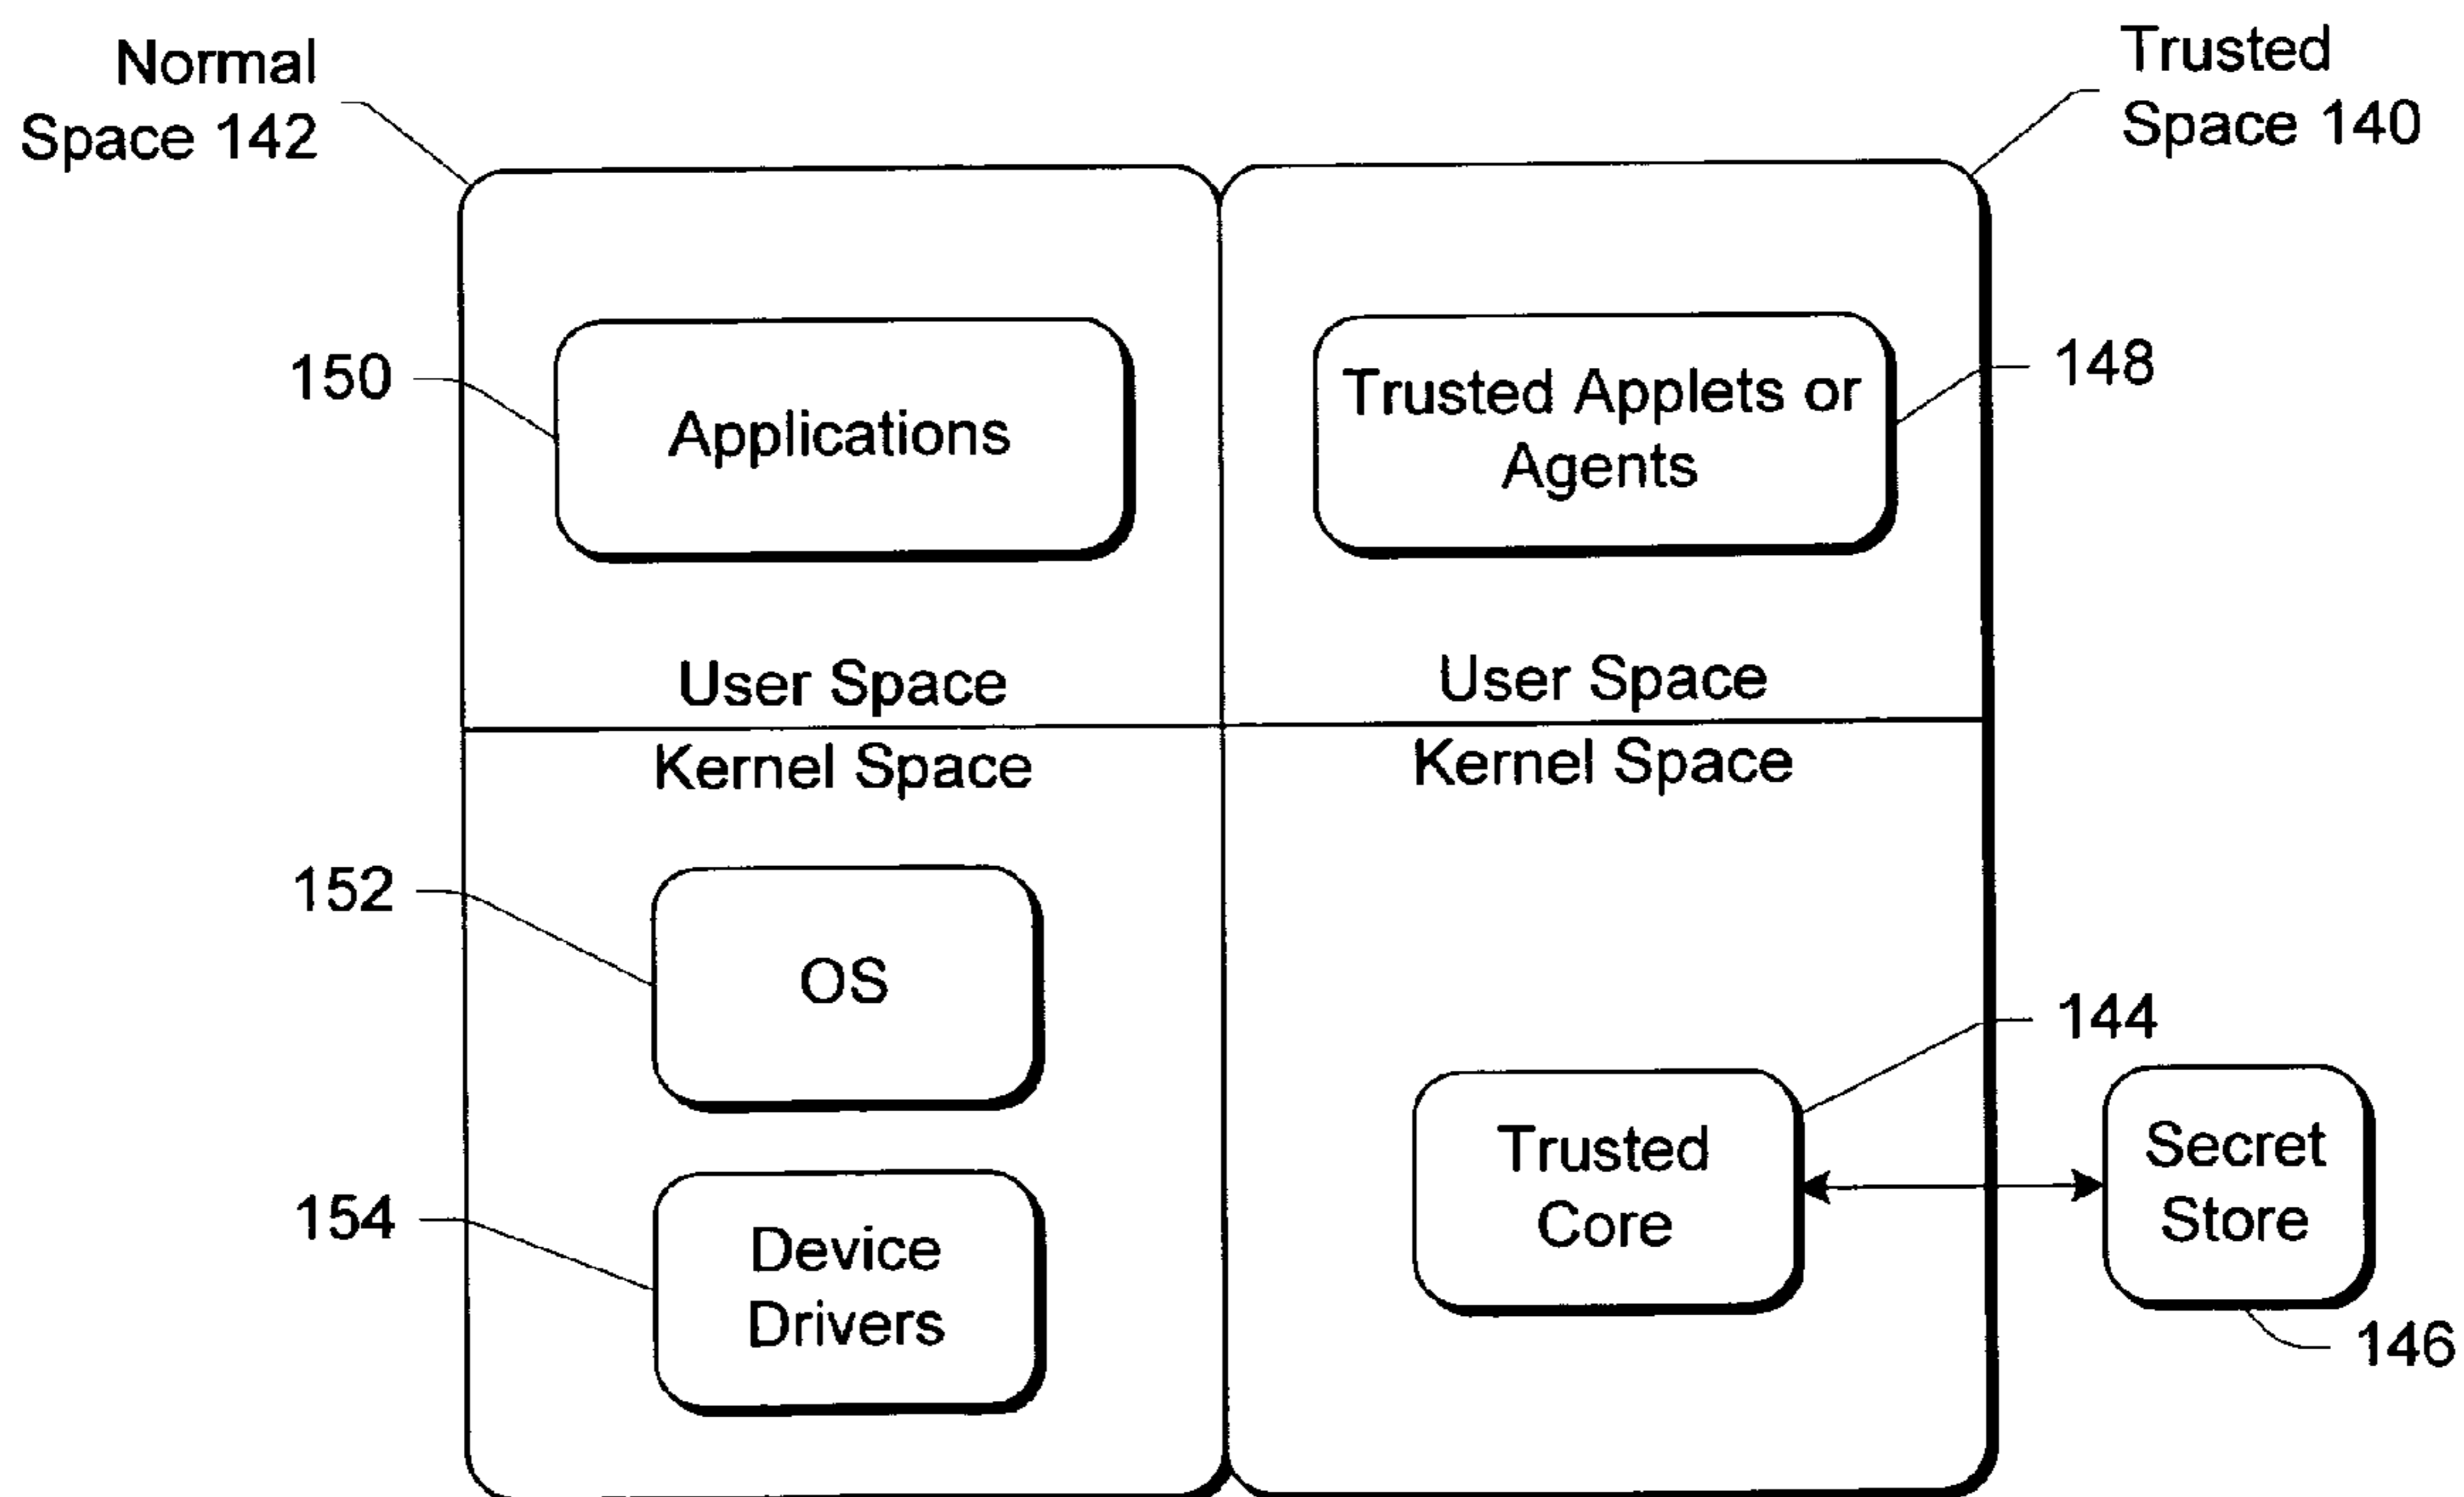 Normal
Space 142
Trusted
Space 140
150
Applications
Trusted Applets or
Agents
148
User Space
User Space
Kernel Space
Kernel Space
152
OS
144
Trusted
Core
Secret
Store
154
Device
Drivers
146